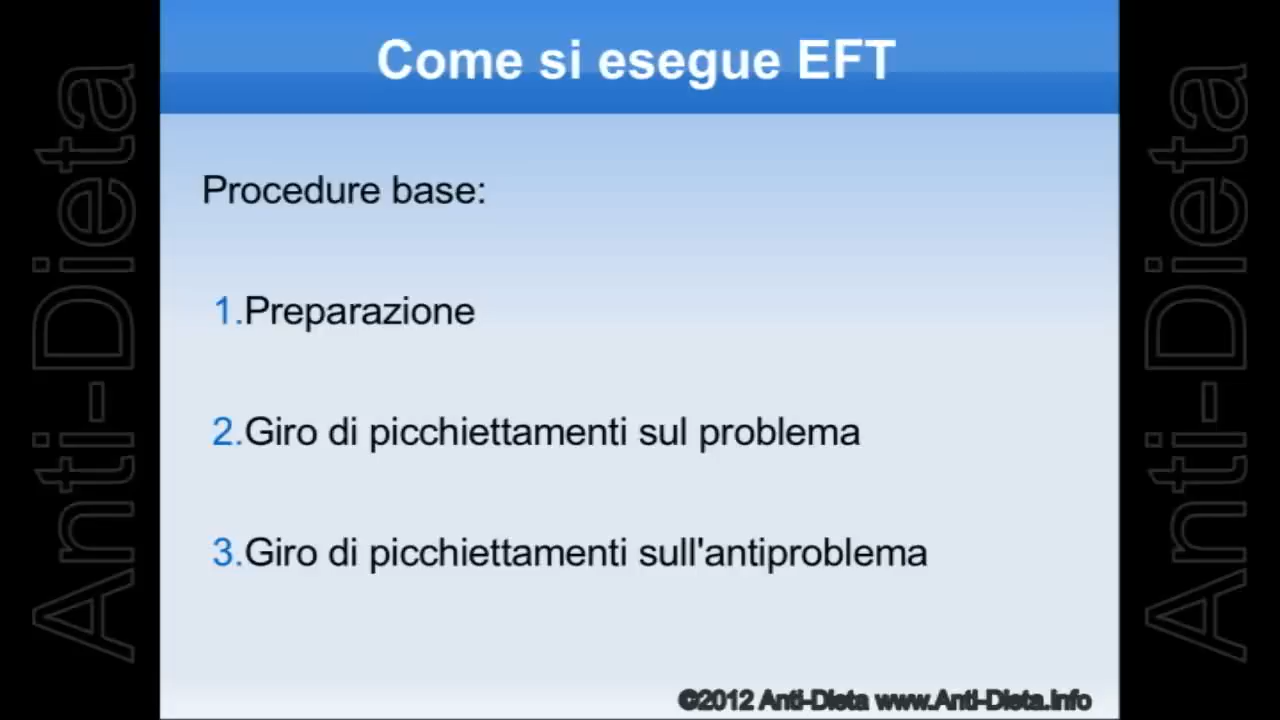 Come si esegue EFT
Procedure base:
1.Preparazione
2.Giro di picchiettamenti sul problema
3.Giro di picchiettamenti sull'antiproblema
©2012 Anti-Dieta www.Anti-Dieta.info
Anti-Dieta
Anti-Dieta